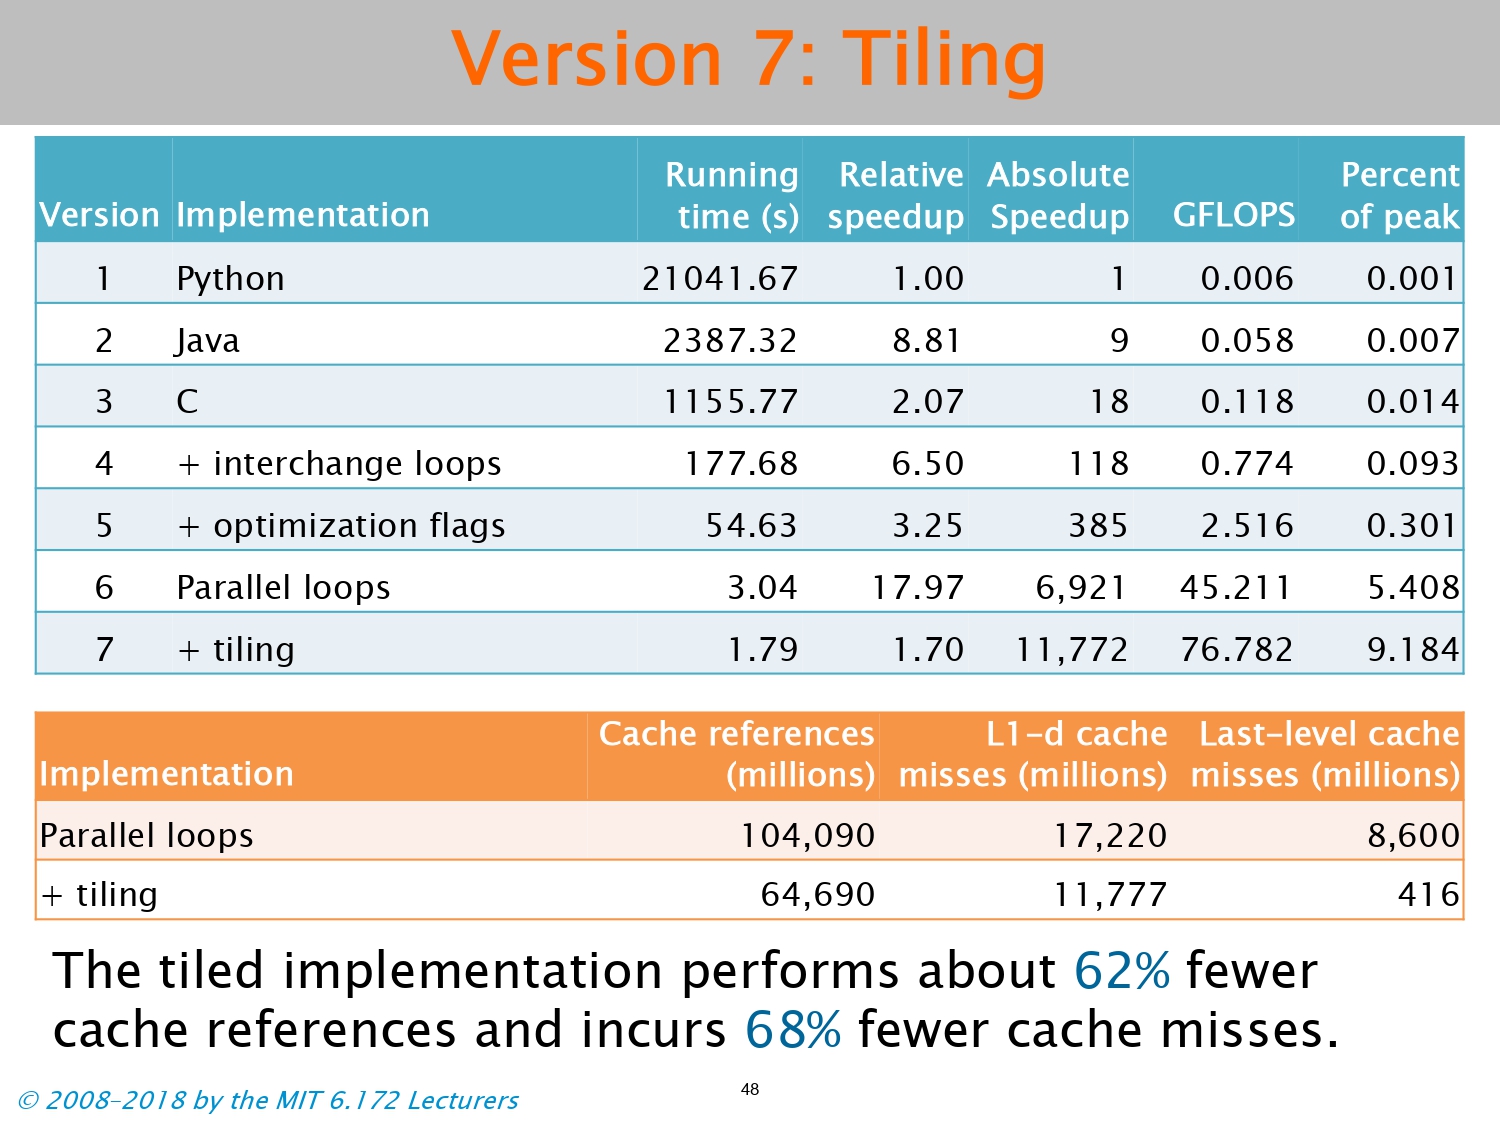 Version 7: Tiling
Version Implementation Running time (s) Relative speedup Absolute Speedup GFLOPS Percent of peak
1 Python 21041.67 1.00 1 0.006 0.001
2 Java 2387.32 8.81 9 0.058 0.007
3 C 1155.77 2.07 18 0.118 0.014
4 + interchange loops 177.68 6.50 118 0.774 0.093
5 + optimization flags 54.63 3.25 385 2.516 0.301
6 Parallel loops 3.04 17.97 6,921 45.211 5.408
7 + tiling 1.79 1.70 11,772 76.782 9.184
Implementation Cache references (millions) L1-d cache misses (millions) Last-level cache misses (millions)
Parallel loops 104,090 17,220 8,600
+ tiling 64,690 11,777 416
The tiled implementation performs about 62% fewer
cache references and incurs 68% fewer cache misses.
© 2008–2018 by the MIT 6.172 Lecturers
48